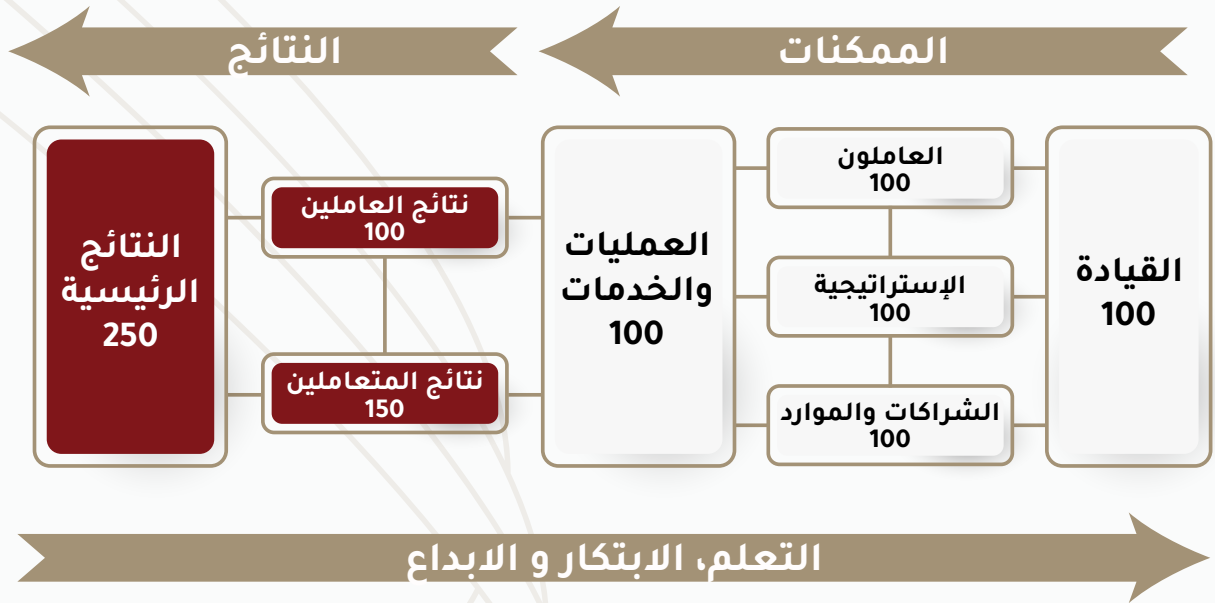 الممكنات
النتائج
القيادة
100
العاملون
100
الإستراتيجية
100
الشراكات والموارد
100
العمليات
والخدمات
100
نتائج العاملين
100
نتائج المتعاملين
150
النتائج
الرئيسية
250
التعلم، الابتكار و الابداع